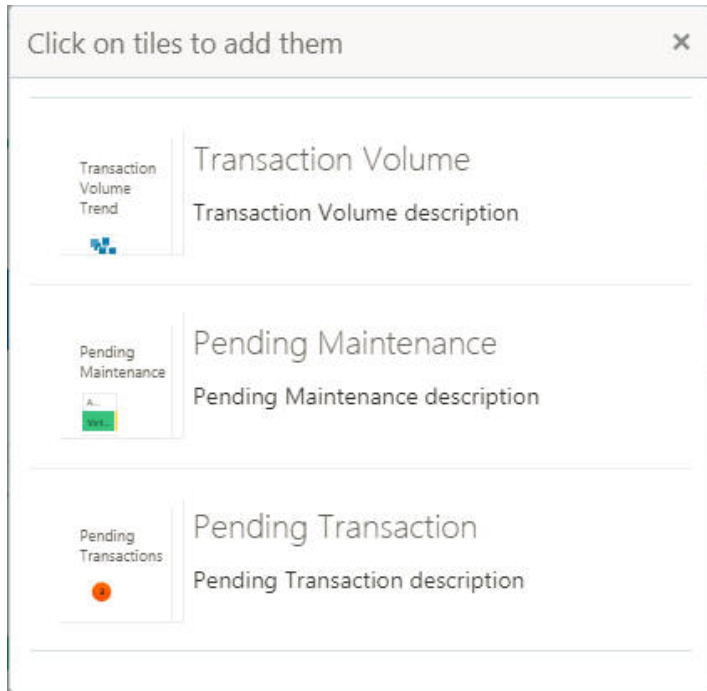 Click on tiles to add them
Transaction
Volume
Trend
Transaction Volume
Transaction Volume description
Pending
Maintenance
A...
Pending Maintenance
Pending Maintenance description
Pending
Transactions
Pending Transaction
Pending Transaction description